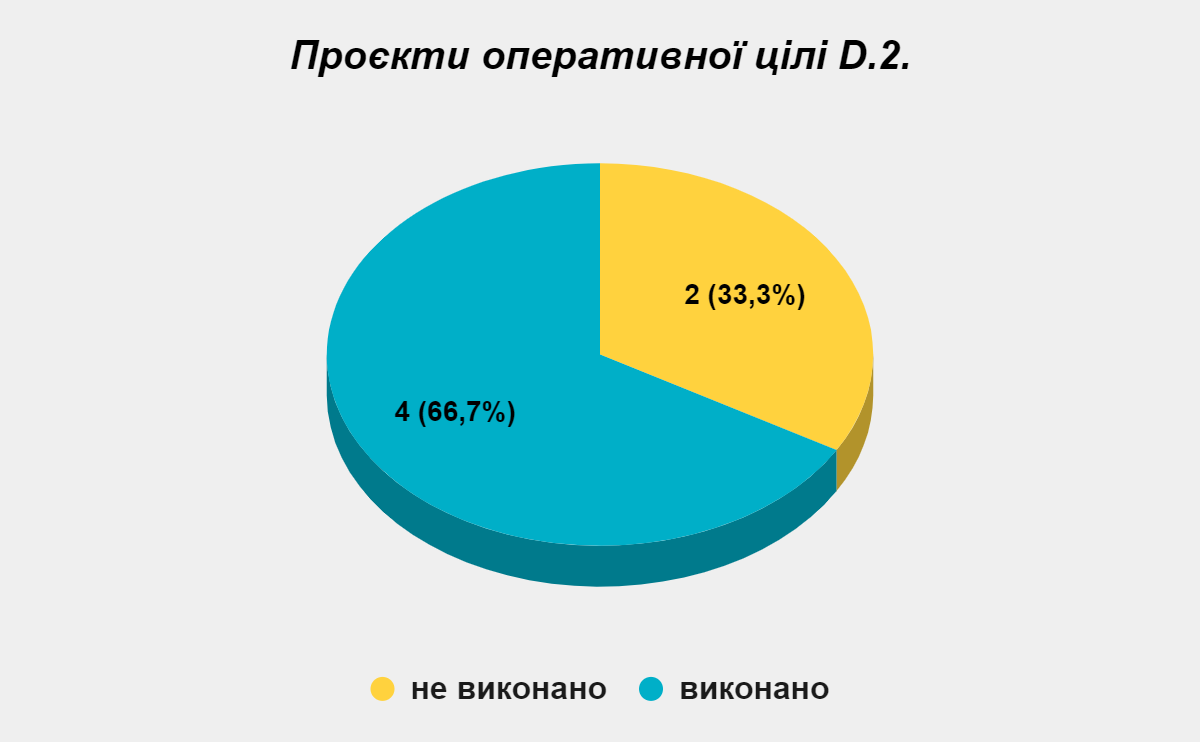 Проєкти оперативної цілі D.2.
2 (33,3%)
4 (66,7%)
не виконано
виконано